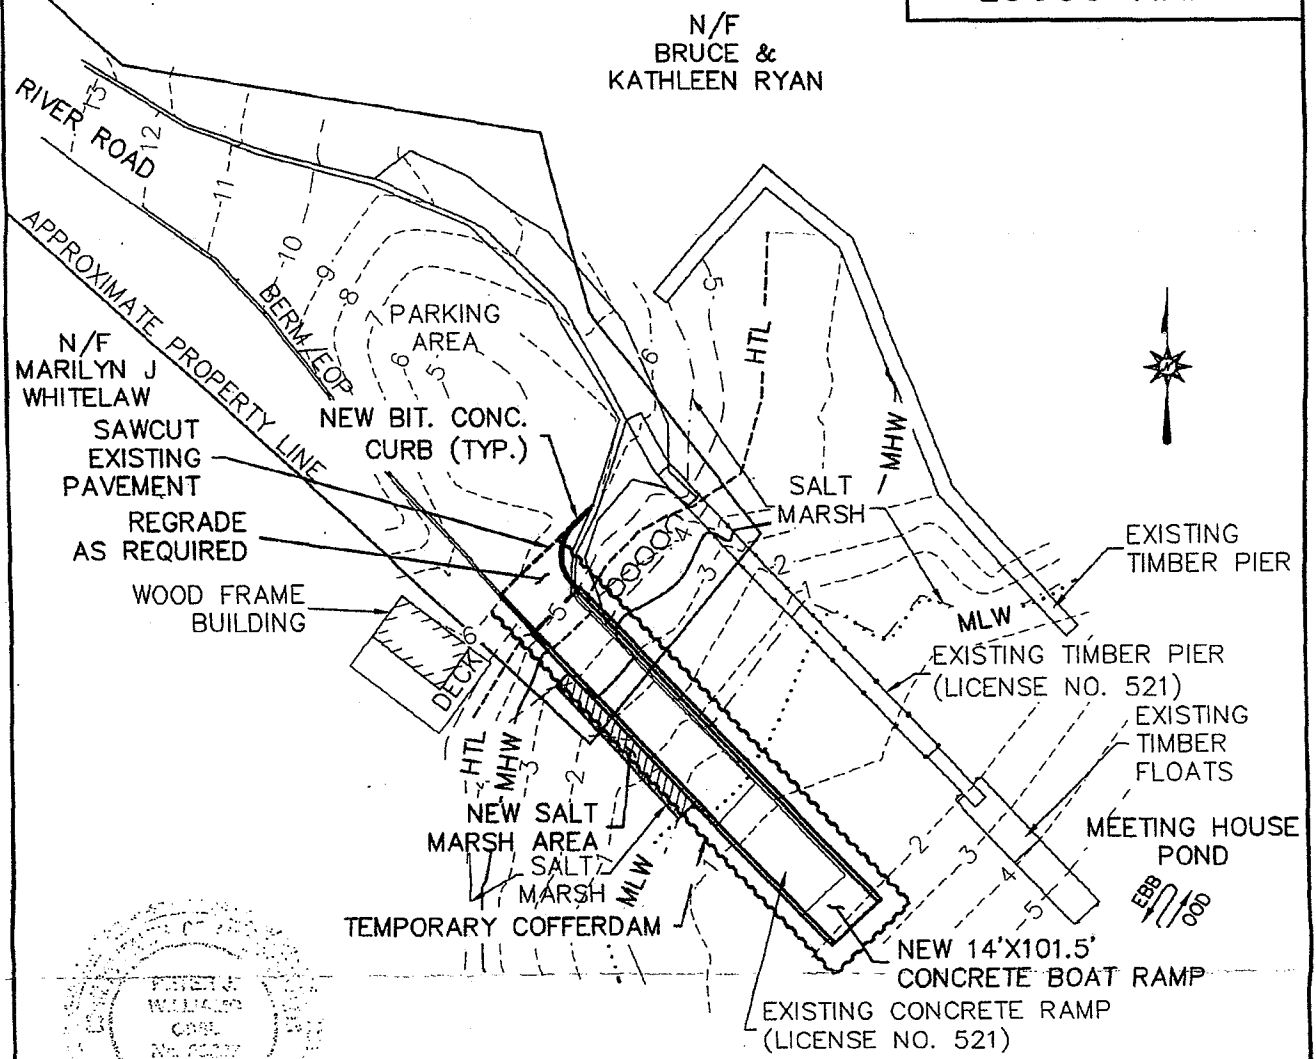 N/F
BRUCE &
KATHLEEN RYAN
RIVER ROAD
13
12
11
10
9
8
7
6
5
APPROXIMATE PROPERTY LINE
BERM/EOP
PARKING
AREA
N/F
MARILYN J
WHITELAW
SAWCUT
EXISTING
PAVEMENT
NEW BIT. CONC.
CURB (TYP.)
REGRADE
AS REQUIRED
WOOD FRAME
BUILDING
DECK
6
5
HTL
MHW
6
5
4
3
2
1
SALT
MARSH
EXISTING
TIMBER PIER
MLW
EXISTING TIMBER PIER
(LICENSE NO. 521)
EXISTING
TIMBER
FLOATS
MEETING HOUSE
POND
EBB
2
3
4
5
HTL
MHW
3
2
NEW SALT
MARSH AREA
SALT
MARSH
MLW
TEMPORARY COFFERDAM
NEW 14'X101.5'
CONCRETE BOAT RAMP
EXISTING CONCRETE RAMP
(LICENSE NO. 521)